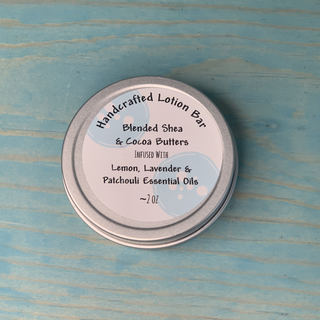 Handcrafted Lotion Bar
Blended Shea
& Cocoa Butters
Infused With
Lemon, Lavender &
Patchouli Essential Oils
~2 oz